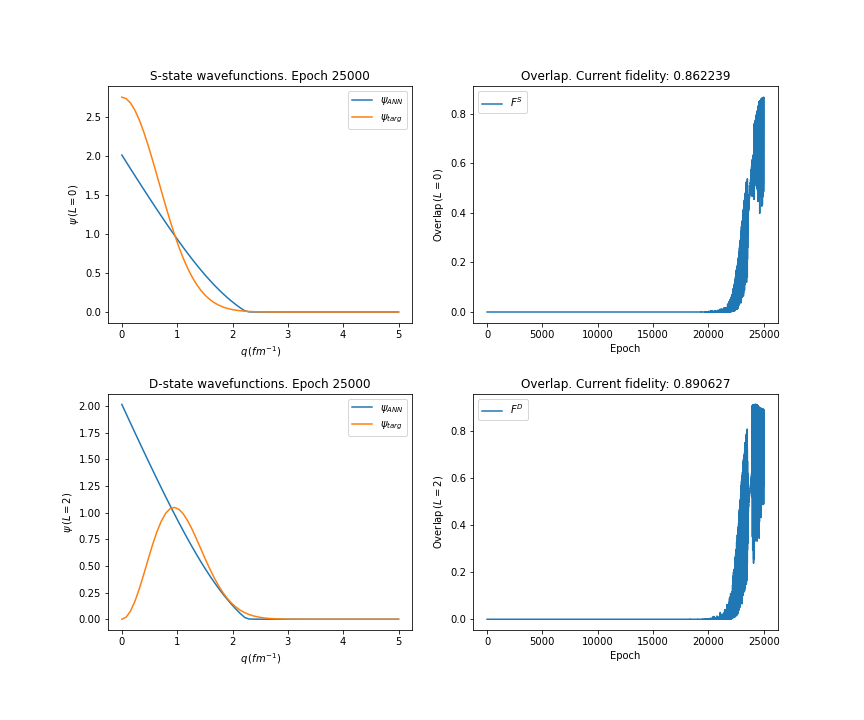 S-state wavefunctions. Epoch 25000
ψ_ANN
ψ_targ
ψ(L = 0)
2.5
2.0
1.5
1.0
0.5
0.0
0 1 2 3 4 5
q(fm⁻¹)
Overlap. Current fidelity: 0.862239
F^S
Overlap (L = 0)
0.8
0.6
0.4
0.2
0.0
0 5000 10000 15000 20000 25000
Epoch
D-state wavefunctions. Epoch 25000
ψ_ANN
ψ_targ
ψ(L = 2)
2.00
1.75
1.50
1.25
1.00
0.75
0.50
0.25
0.00
0 1 2 3 4 5
q(fm⁻¹)
Overlap. Current fidelity: 0.890627
F^D
Overlap (L = 2)
0.8
0.6
0.4
0.2
0.0
0 5000 10000 15000 20000 25000
Epoch